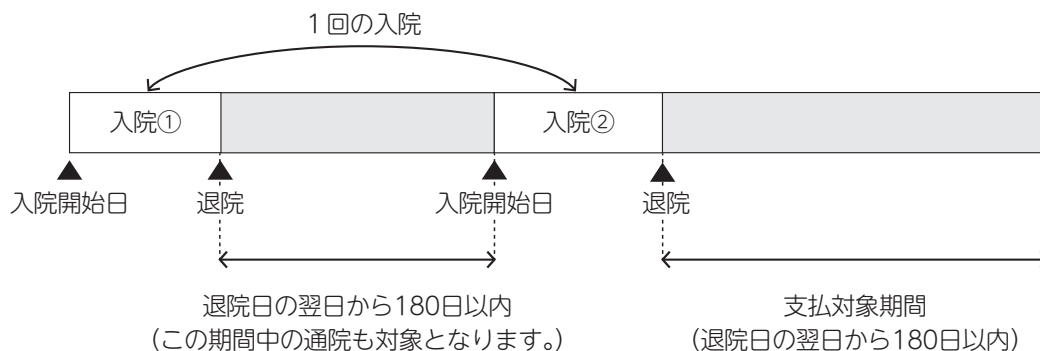 1回の入院
入院①
入院②
入院開始日
退院
入院開始日
退院
退院日の翌日から180日以内
(この期間中の通院も対象となります。)
支払対象期間
(退院日の翌日から180日以内)